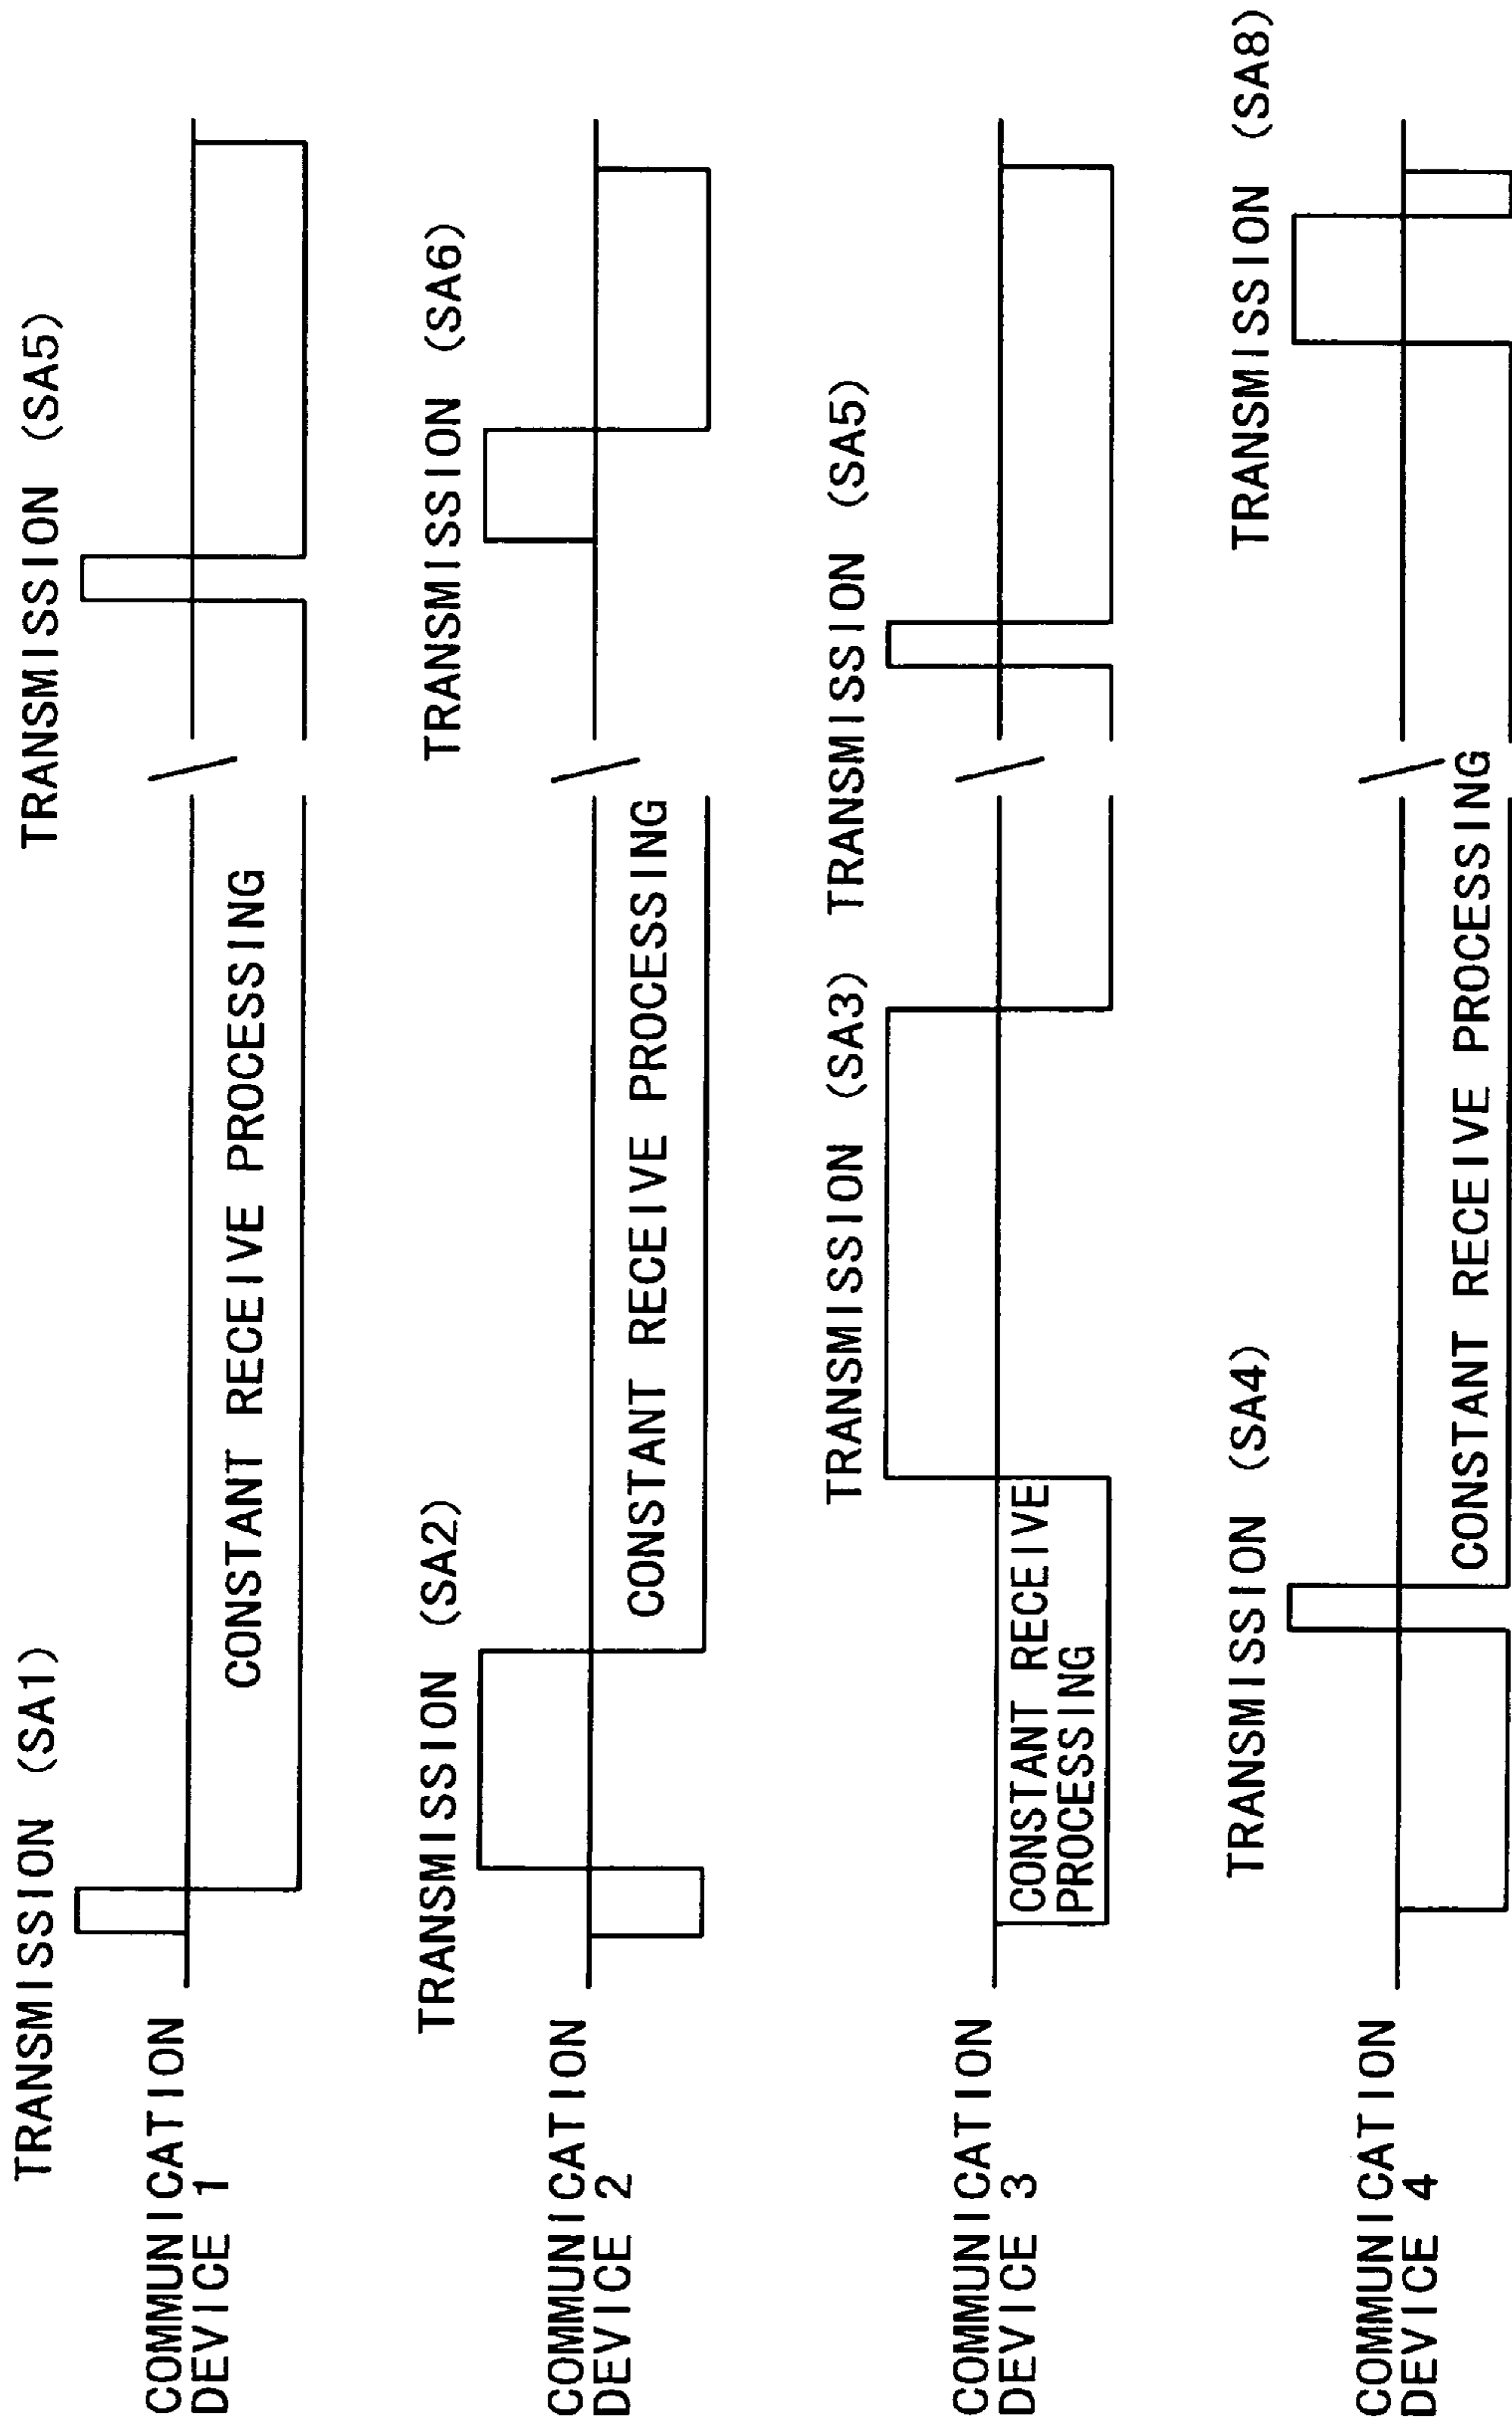 TRANSMISSION (SA1)
TRANSMISSION (SA5)
COMMUNICATION
DEVICE 1
CONSTANT RECEIVE PROCESSING
TRANSMISSION (SA2)
TRANSMISSION (SA6)
COMMUNICATION
DEVICE 2
CONSTANT RECEIVE PROCESSING
TRANSMISSION (SA3)
TRANSMISSION (SA5)
COMMUNICATION
DEVICE 3
CONSTANT RECEIVE
PROCESSING
TRANSMISSION (SA4)
TRANSMISSION (SA8)
COMMUNICATION
DEVICE 4
CONSTANT RECEIVE PROCESSING